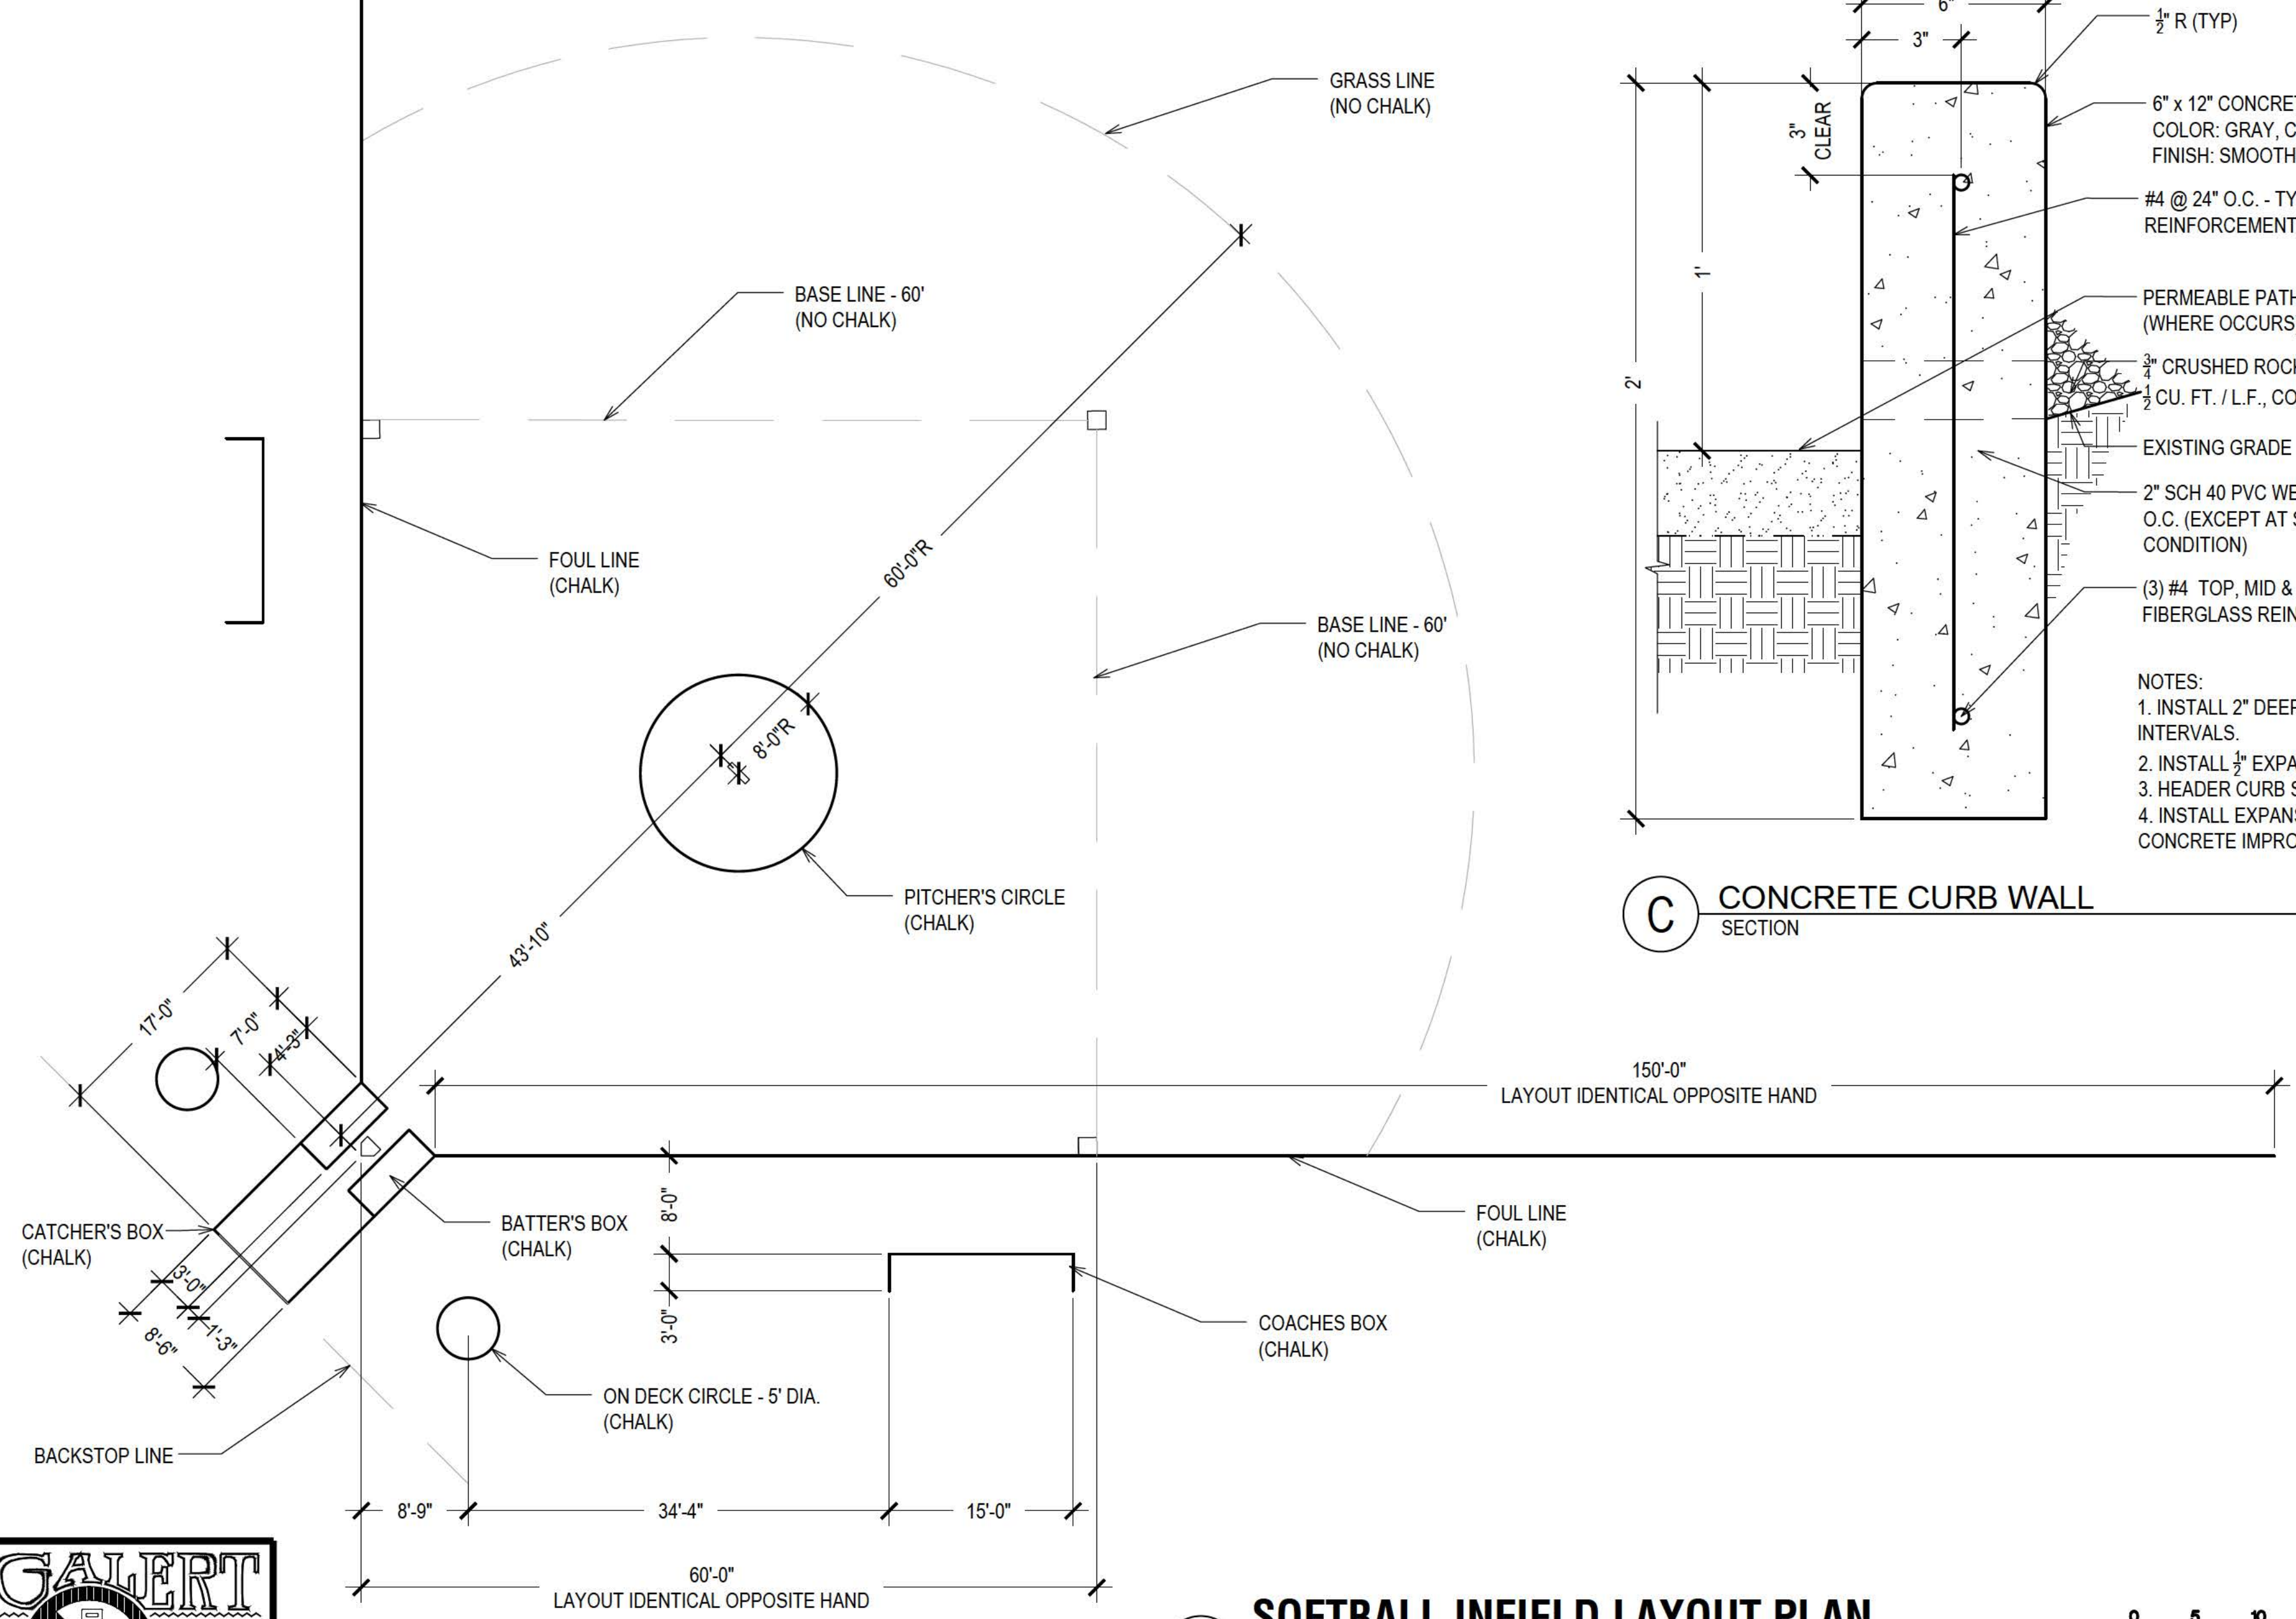 GRASS LINE
(NO CHALK)
BASE LINE - 60'
(NO CHALK)
FOUL LINE
(CHALK)
60'-0"R
BASE LINE - 60'
(NO CHALK)
8'-0"R
PITCHER'S CIRCLE
(CHALK)
43'-10"
17'-0"
7'-0"
4'-3"
150'-0"
LAYOUT IDENTICAL OPPOSITE HAND
CATCHER'S BOX
(CHALK)
BATTER'S BOX
(CHALK)
8'-0"
3'-0"
FOUL LINE
(CHALK)
3'-0"
8'-6"
1'-3"
COACHES BOX
(CHALK)
ON DECK CIRCLE - 5' DIA.
(CHALK)
BACKSTOP LINE
8'-9"
34'-4"
15'-0"
60'-0"
LAYOUT IDENTICAL OPPOSITE HAND
GALERT
SOFTBALL INFIELD LAYOUT PLAN
0 5 10
6"
3"
3"
CLEAR
1'
2'
½" R (TYP)
6" x 12" CONCRE
COLOR: GRAY, C
FINISH: SMOOTH
#4 @ 24" O.C. - TY
REINFORCEMENT
PERMEABLE PATH
(WHERE OCCURS
¾" CRUSHED ROCK
½ CU. FT. / L.F., CO
EXISTING GRADE
2" SCH 40 PVC WE
O.C. (EXCEPT AT S
CONDITION)
(3) #4 TOP, MID &
FIBERGLASS REIN
NOTES:
1. INSTALL 2" DEEP
INTERVALS.
2. INSTALL ½" EXPA
3. HEADER CURB S
4. INSTALL EXPANS
CONCRETE IMPRO
C
CONCRETE CURB WALL
SECTION